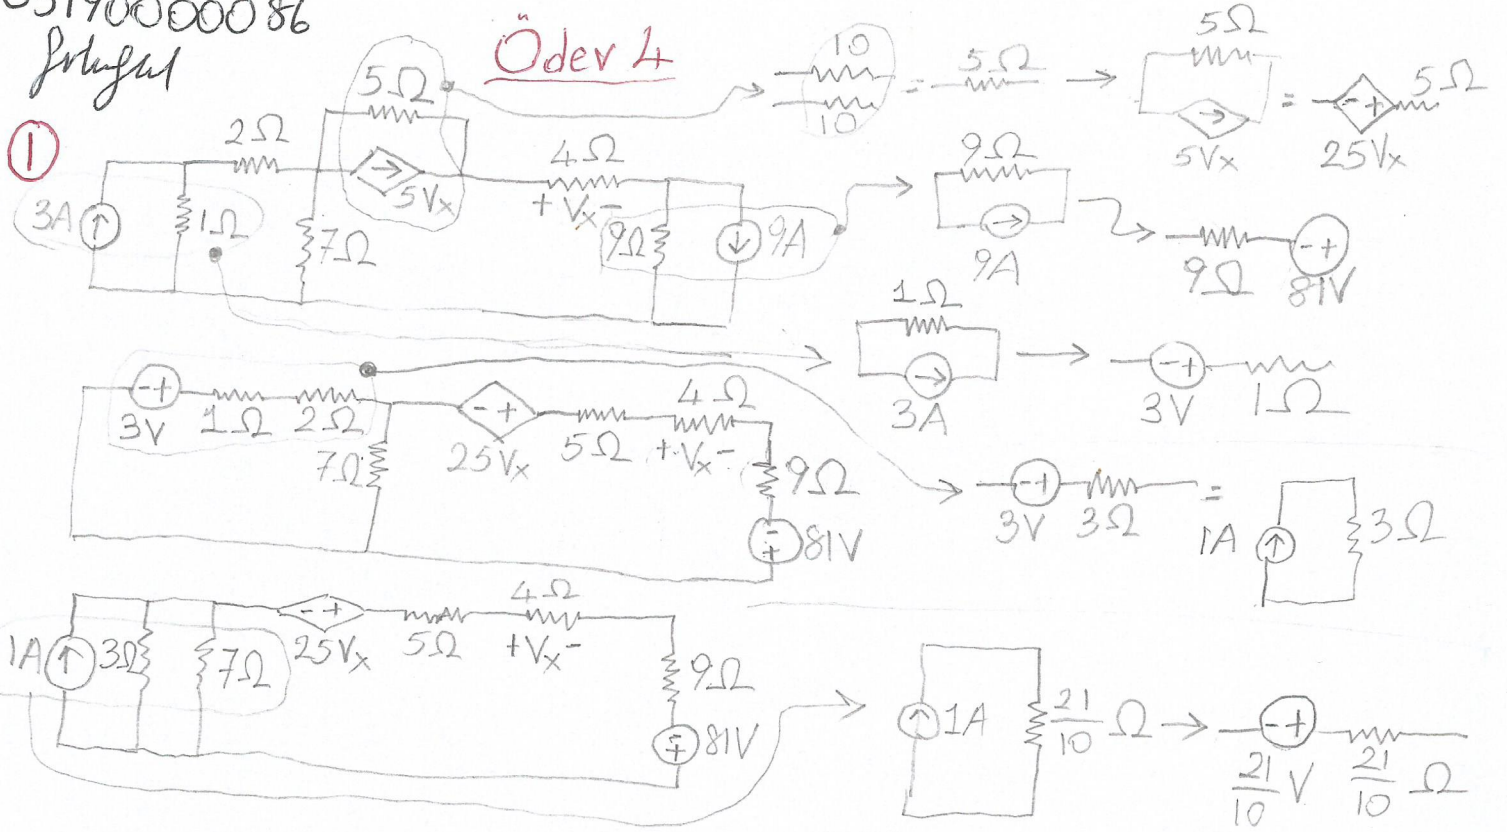 Ödev 4
1
3A
1Ω
2Ω
7Ω
5Ω
5Vx
4Ω
+Vx-
9Ω
9A
10
10
= 5Ω
5Ω
5Vx
=
-+
5Ω
25Vx
9Ω
9A
9Ω
-+
81V
1Ω
3A
-+
3V
1Ω
-+
3V
1Ω
2Ω
7Ω
-+
25Vx
5Ω
4Ω
+Vx-
9Ω
-+
81V
-+
3V
3Ω
=
1A
3Ω
1A
3Ω
7Ω
-+
25Vx
5Ω
4Ω
+Vx-
9Ω
-+
81V
1A
21/10 Ω
-+
21/10 V
21/10 Ω